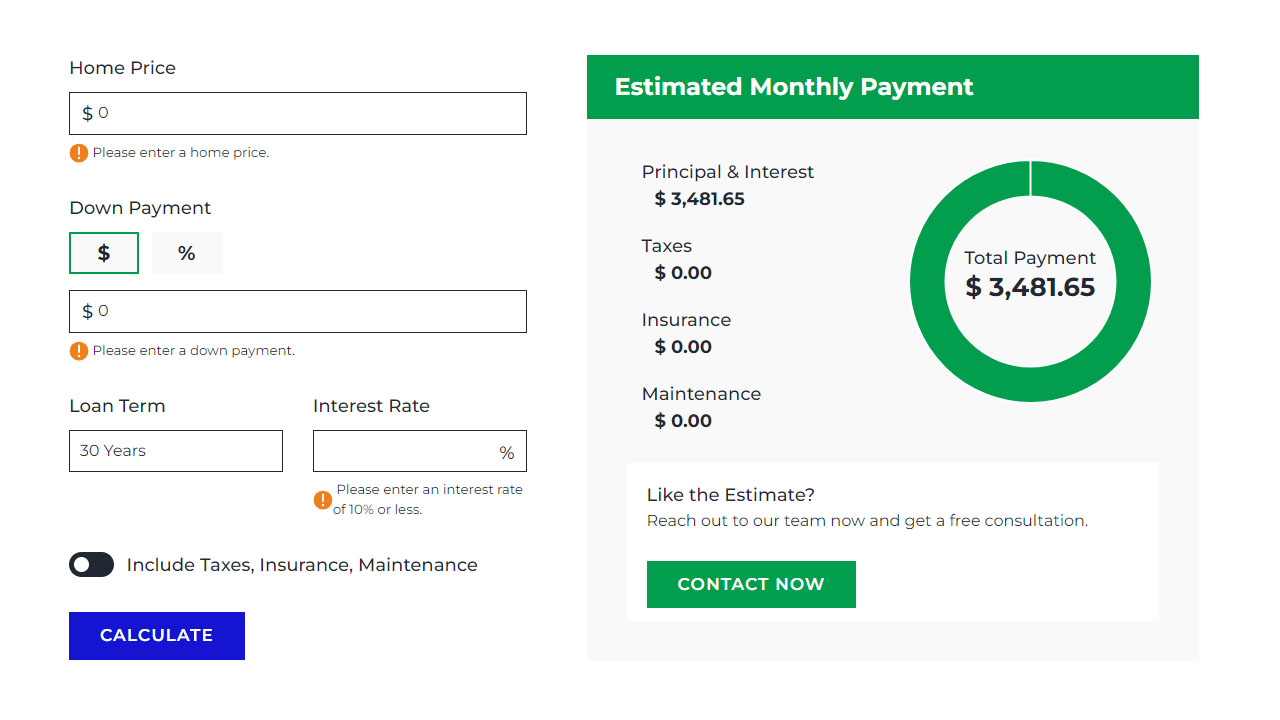 Home Price
$ 0
Please enter a home price.
Down Payment
$ %
$ 0
Please enter a down payment.
Loan Term
30 Years
Interest Rate
%
Please enter an interest rate
of 10% or less.
Include Taxes, Insurance, Maintenance
CALCULATE
Estimated Monthly Payment
Principal & Interest
$ 3,481.65
Taxes
$ 0.00
Insurance
$ 0.00
Maintenance
$ 0.00
Total Payment
$ 3,481.65
Like the Estimate?
Reach out to our team now and get a free consultation.
CONTACT NOW